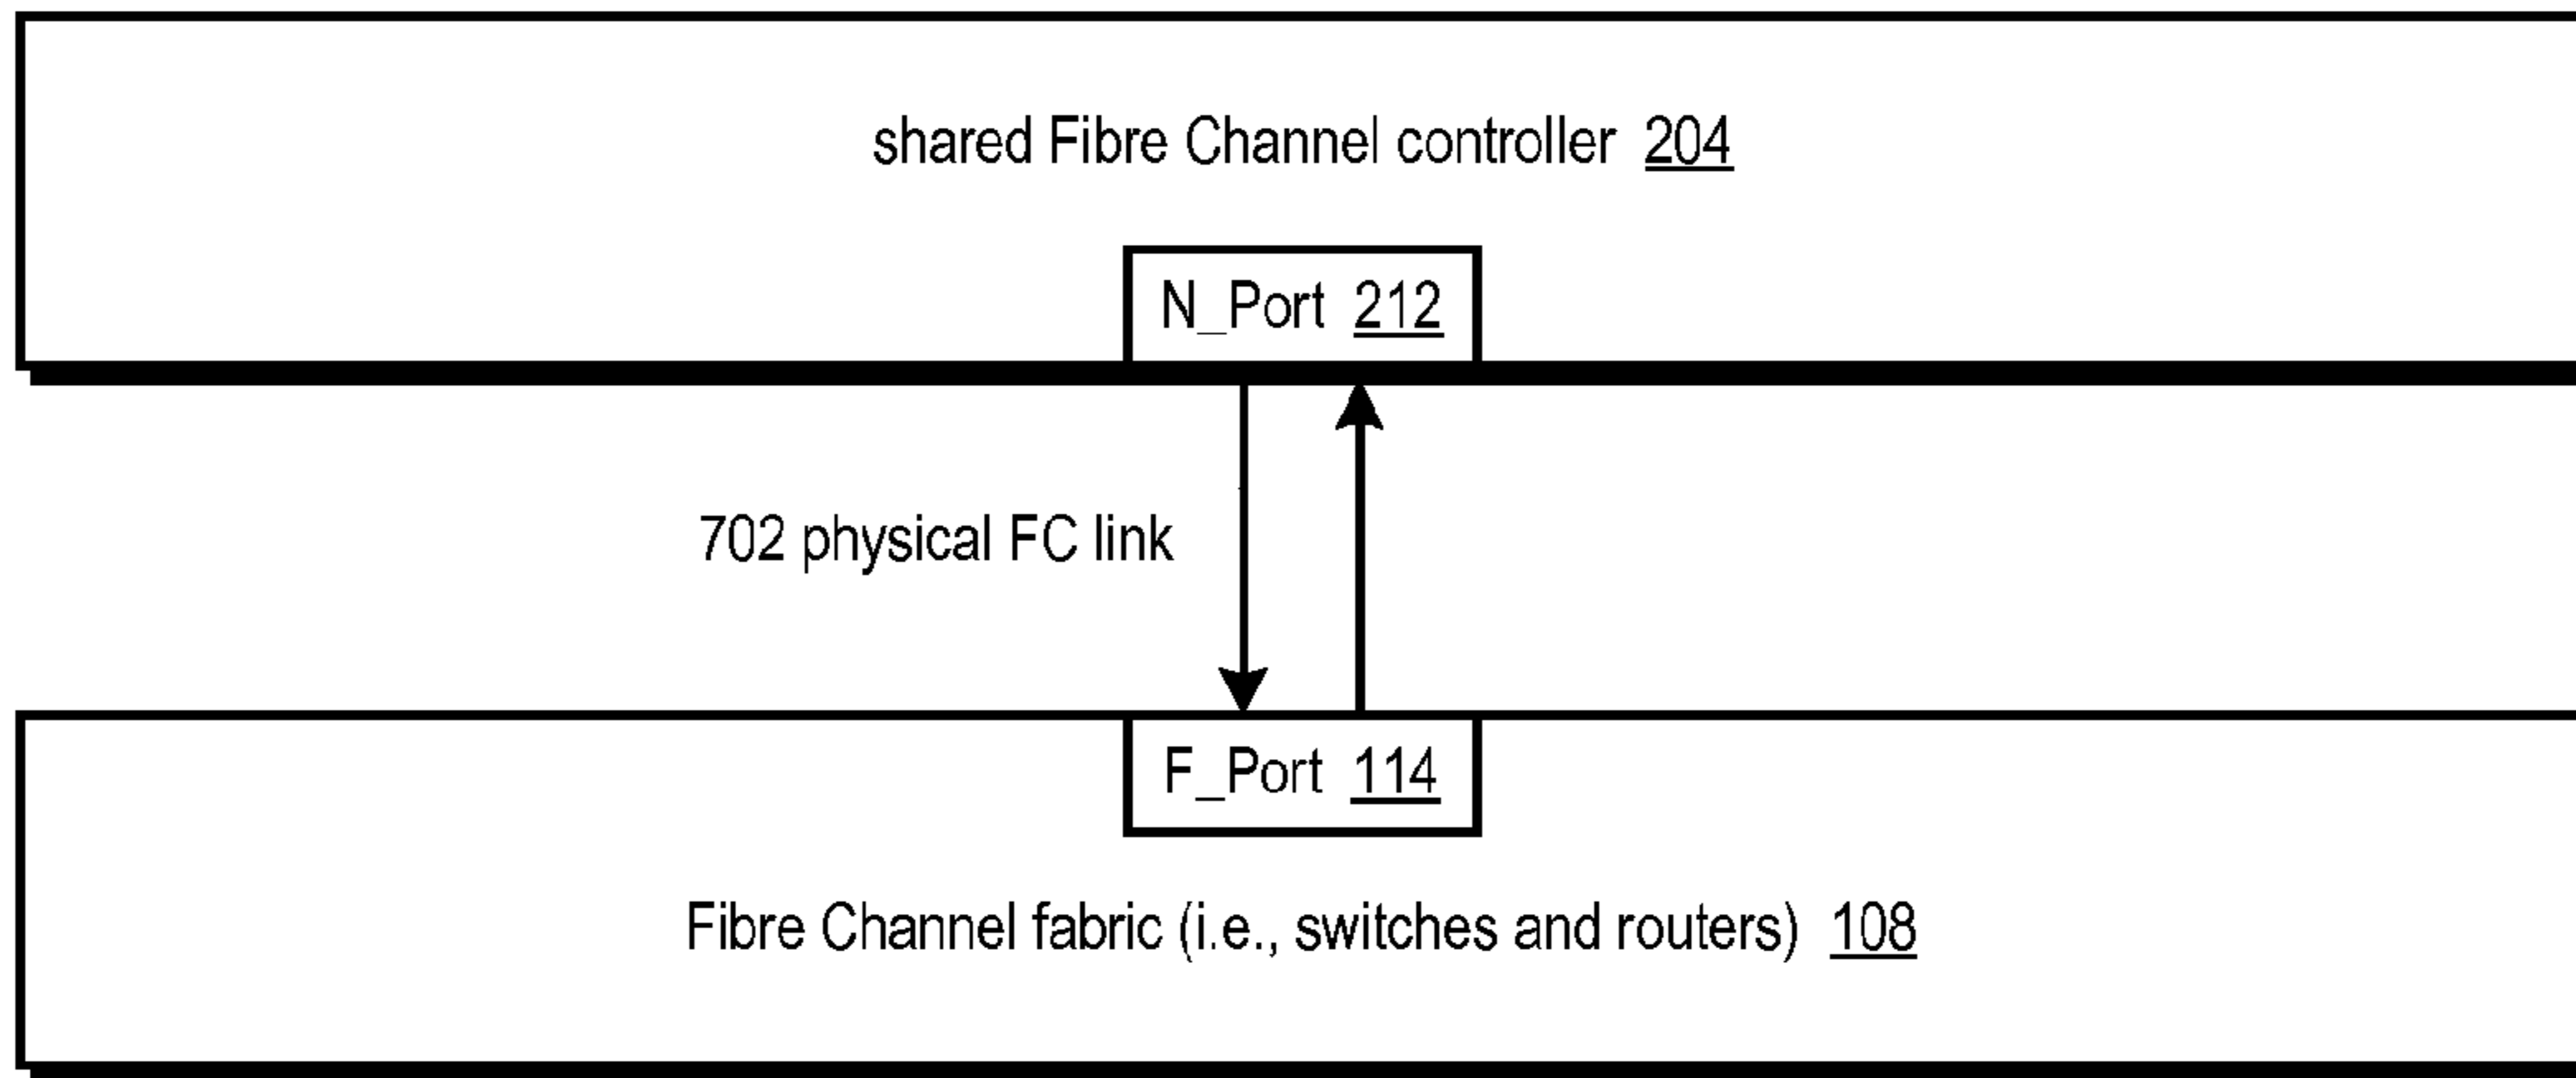 shared Fibre Channel controller 204
N_Port 212
702 physical FC link
F_Port 114
Fibre Channel fabric (i.e., switches and routers) 108